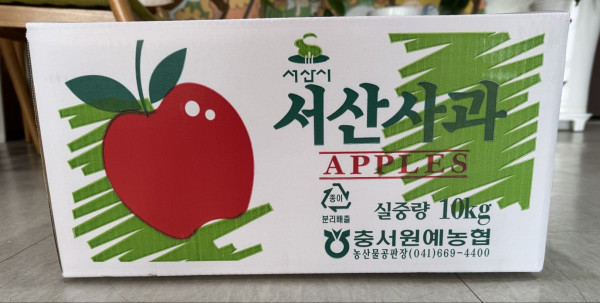 서산시
서산사과
APPLES
종이
분리배출
실중량 10kg
충서원예농협
농산물공판장(041)669-4400